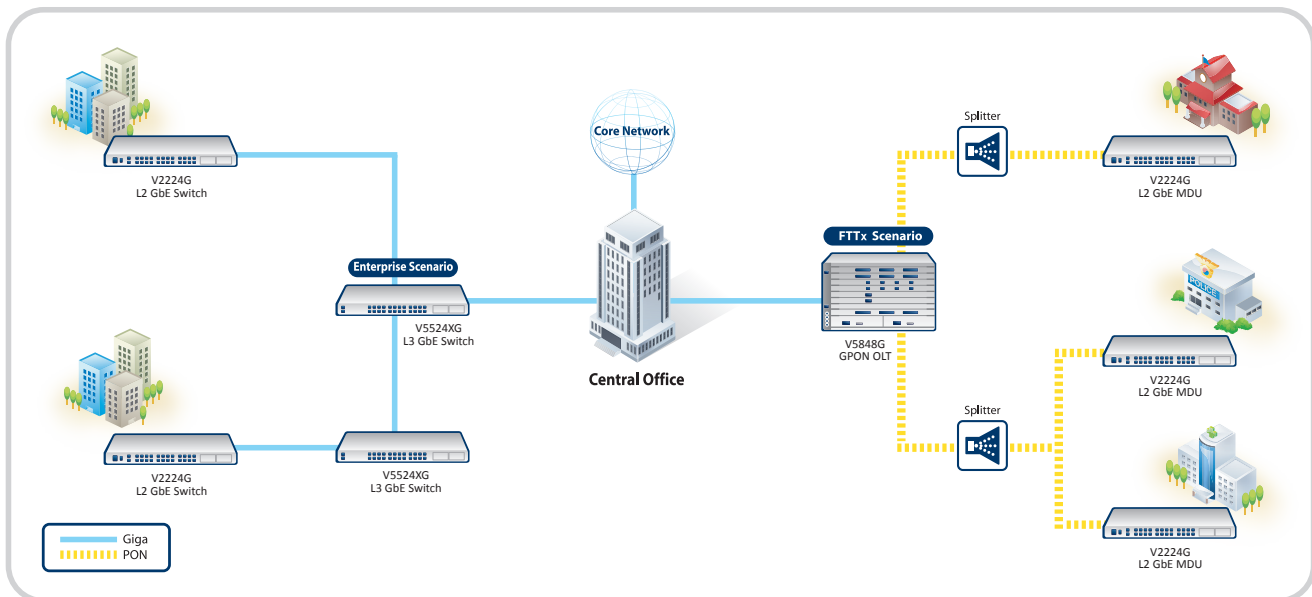 Core Network
Splitter
V2224G
L2 GbE Switch
V2224G
L2 GbE MDU
FTTx Scenario
Enterprise Scenario
POLICE
V5524XG
L3 GbE Switch
V5848G
GPON OLT
Central Office
V2224G
L2 GbE MDU
Splitter
V2224G
L2 GbE Switch
V5524XG
L3 GbE Switch
Giga
PON
V2224G
L2 GbE MDU